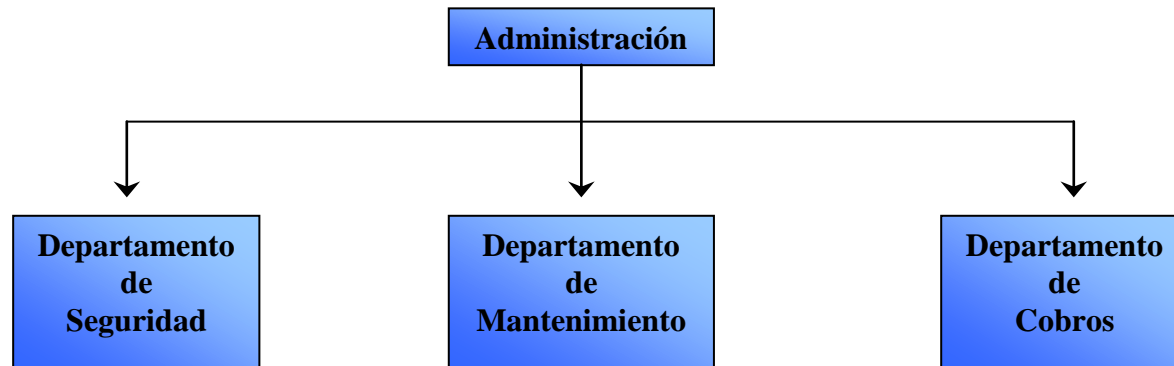 Administración
Departamento
de
Seguridad
Departamento
de
Mantenimiento
Departamento
de
Cobros